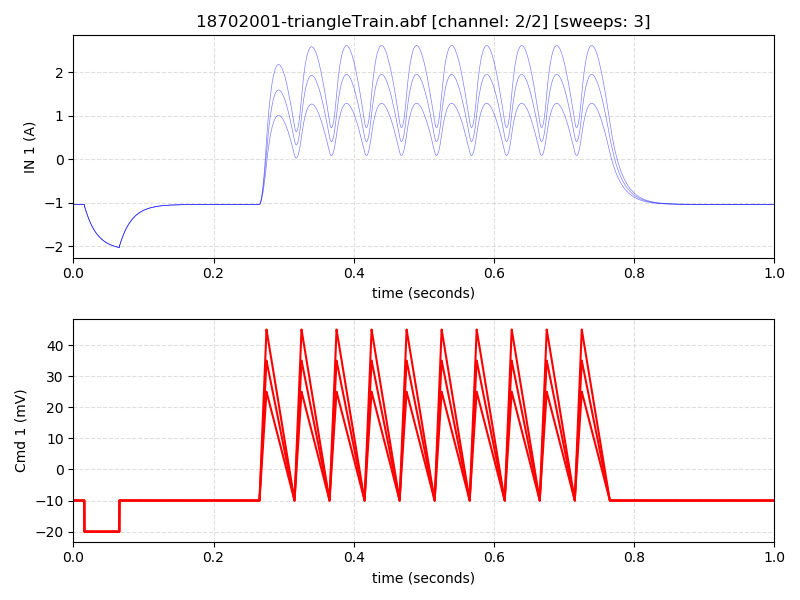 18702001-triangleTrain.abf [channel: 2/2] [sweeps: 3]
IN 1 (A)
2
1
0
−1
−2
0.0 0.2 0.4 0.6 0.8 1.0
time (seconds)
Cmd 1 (mV)
40
30
20
10
0
−10
−20
0.0 0.2 0.4 0.6 0.8 1.0
time (seconds)